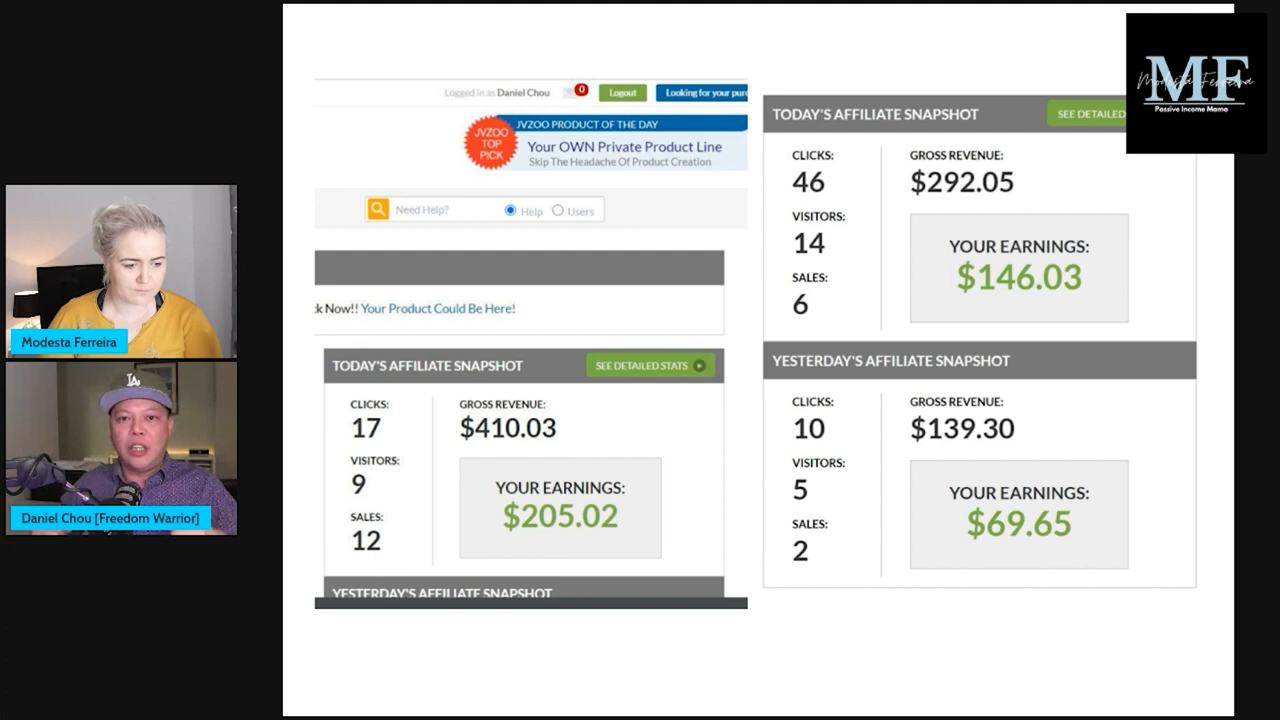 Modesta Ferreira
LA
Daniel Chou [Freedom Warrior]
Logged in as Daniel Chou
0
Logout
Looking for your pur
JVZOO PRODUCT OF THE DAY
JVZOO
TOP
PICK
Your OWN Private Product Line
Skip The Headache Of Product Creation
Need Help?
Help
Users
k Now!! Your Product Could Be Here!
TODAY'S AFFILIATE SNAPSHOT
SEE DETAILED STATS
CLICKS:
17
GROSS REVENUE:
$410.03
VISITORS:
9
YOUR EARNINGS:
$205.02
SALES:
12
YESTERDAY'S AFFILIATE SNAPSHOT
MF
Modesta Ferreira
Passive Income Mama
TODAY'S AFFILIATE SNAPSHOT
SEE DETAILED
CLICKS:
46
GROSS REVENUE:
$292.05
VISITORS:
14
YOUR EARNINGS:
$146.03
SALES:
6
YESTERDAY'S AFFILIATE SNAPSHOT
CLICKS:
10
GROSS REVENUE:
$139.30
VISITORS:
5
YOUR EARNINGS:
$69.65
SALES:
2